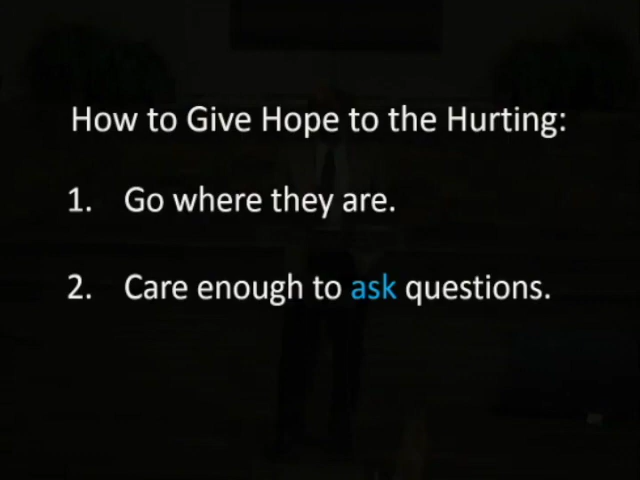 How to Give Hope to the Hurting:
1. Go where they are.
2. Care enough to ask questions.